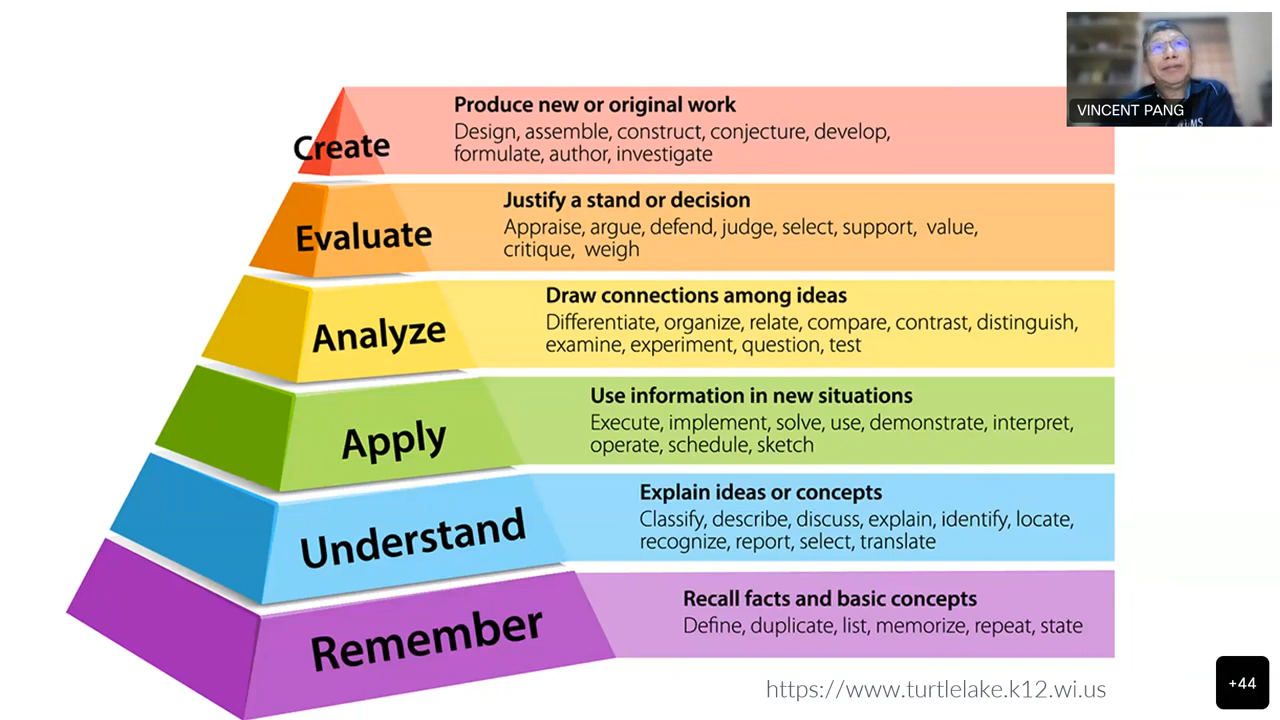 Create
Produce new or original work
Design, assemble, construct, conjecture, develop,
formulate, author, investigate
Evaluate
Justify a stand or decision
Appraise, argue, defend, judge, select, support, value,
critique, weigh
Analyze
Draw connections among ideas
Differentiate, organize, relate, compare, contrast, distinguish,
examine, experiment, question, test
Apply
Use information in new situations
Execute, implement, solve, use, demonstrate, interpret,
operate, schedule, sketch
Understand
Explain ideas or concepts
Classify, describe, discuss, explain, identify, locate,
recognize, report, select, translate
Remember
Recall facts and basic concepts
Define, duplicate, list, memorize, repeat, state
https://www.turtlelake.k12.wi.us
VINCENT PANG
+44